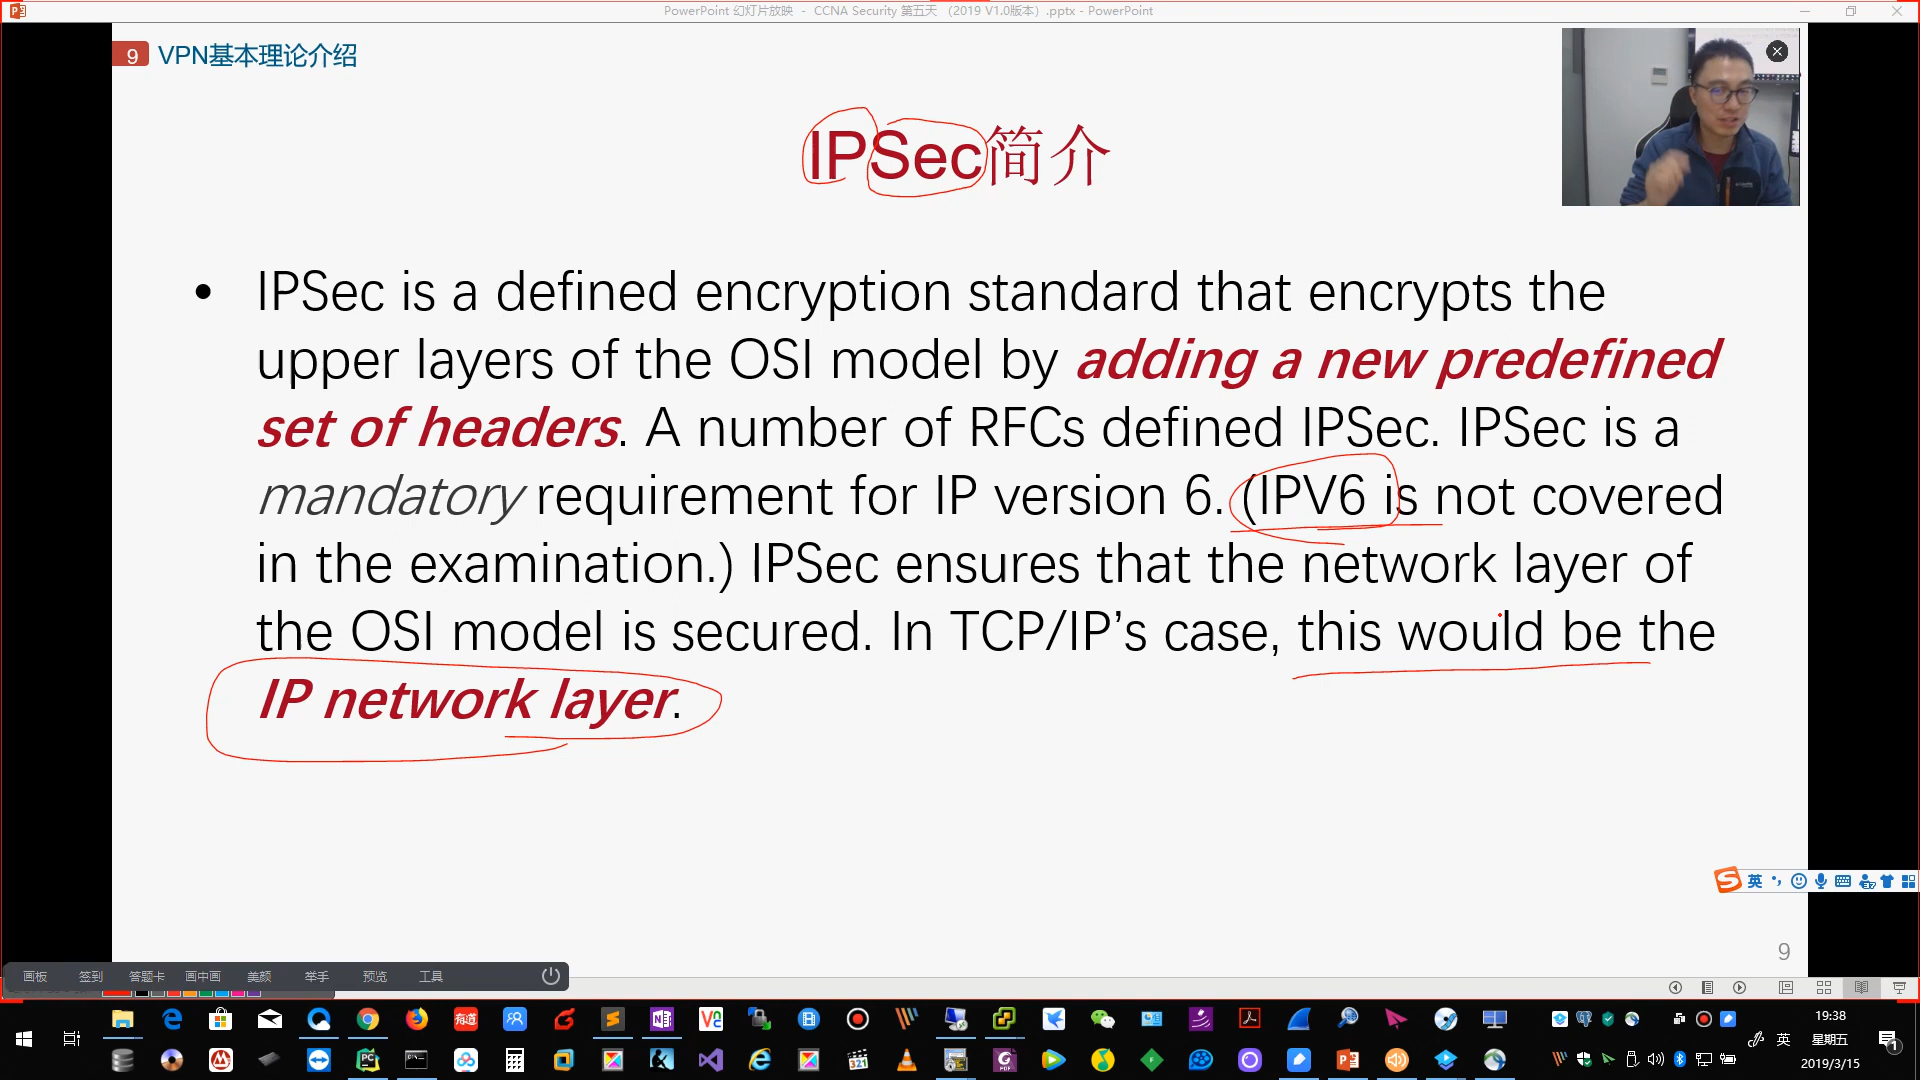 PowerPoint 幻灯片放映 - CCNA Security 第五天 （2019 V1.0版本）.pptx - PowerPoint
9 VPN基本理论介绍
IPSec简介
• IPSec is a defined encryption standard that encrypts the
upper layers of the OSI model by adding a new predefined
set of headers. A number of RFCs defined IPSec. IPSec is a
mandatory requirement for IP version 6. (IPV6 is not covered
in the examination.) IPSec ensures that the network layer of
the OSI model is secured. In TCP/IP’s case, this would be the
IP network layer.
英
9
画板 签到 答题卡 画中画 美颜 举手 预览 工具
有道
321
19:38
英 星期五
2019/3/15
1